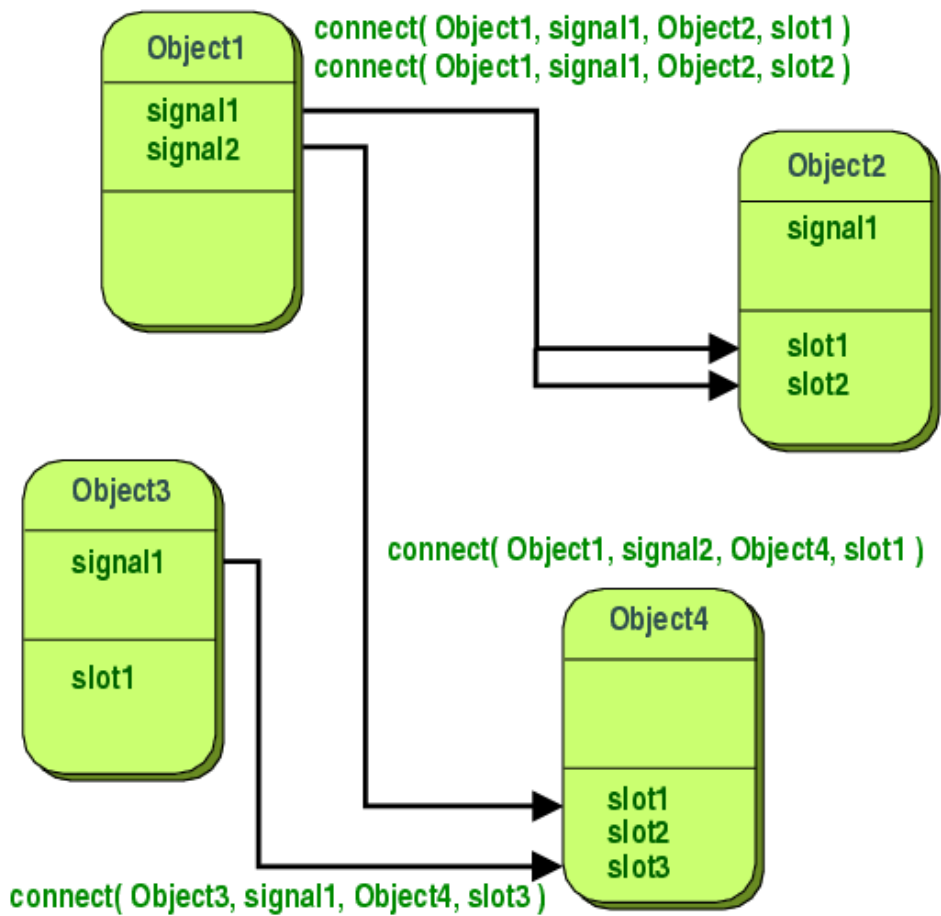 Object1
signal1
signal2
connect( Object1, signal1, Object2, slot1 )
connect( Object1, signal1, Object2, slot2 )
Object2
signal1
slot1
slot2
Object3
signal1
slot1
connect( Object1, signal2, Object4, slot1 )
Object4
slot1
slot2
slot3
connect( Object3, signal1, Object4, slot3 )